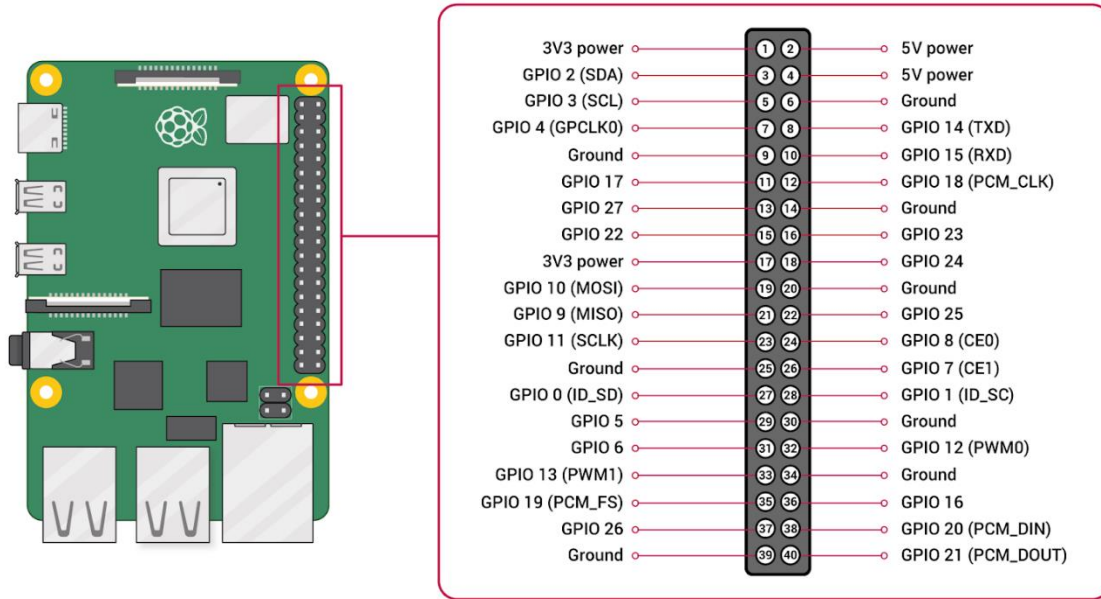 3V3 power 1 2 5V power
GPIO 2 (SDA) 3 4 5V power
GPIO 3 (SCL) 5 6 Ground
GPIO 4 (GPCLK0) 7 8 GPIO 14 (TXD)
Ground 9 10 GPIO 15 (RXD)
GPIO 17 11 12 GPIO 18 (PCM_CLK)
GPIO 27 13 14 Ground
GPIO 22 15 16 GPIO 23
3V3 power 17 18 GPIO 24
GPIO 10 (MOSI) 19 20 Ground
GPIO 9 (MISO) 21 22 GPIO 25
GPIO 11 (SCLK) 23 24 GPIO 8 (CE0)
Ground 25 26 GPIO 7 (CE1)
GPIO 0 (ID_SD) 27 28 GPIO 1 (ID_SC)
GPIO 5 29 30 Ground
GPIO 6 31 32 GPIO 12 (PWM0)
GPIO 13 (PWM1) 33 34 Ground
GPIO 19 (PCM_FS) 35 36 GPIO 16
GPIO 26 37 38 GPIO 20 (PCM_DIN)
Ground 39 40 GPIO 21 (PCM_DOUT)